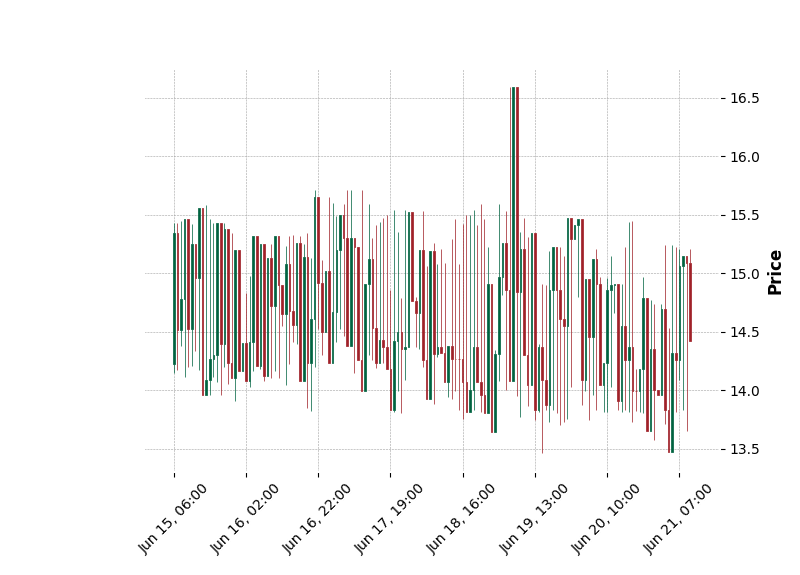 16.5
16.0
15.5
15.0
14.5
14.0
13.5
Price
Jun 15, 06:00
Jun 16, 02:00
Jun 16, 22:00
Jun 17, 19:00
Jun 18, 16:00
Jun 19, 13:00
Jun 20, 10:00
Jun 21, 07:00